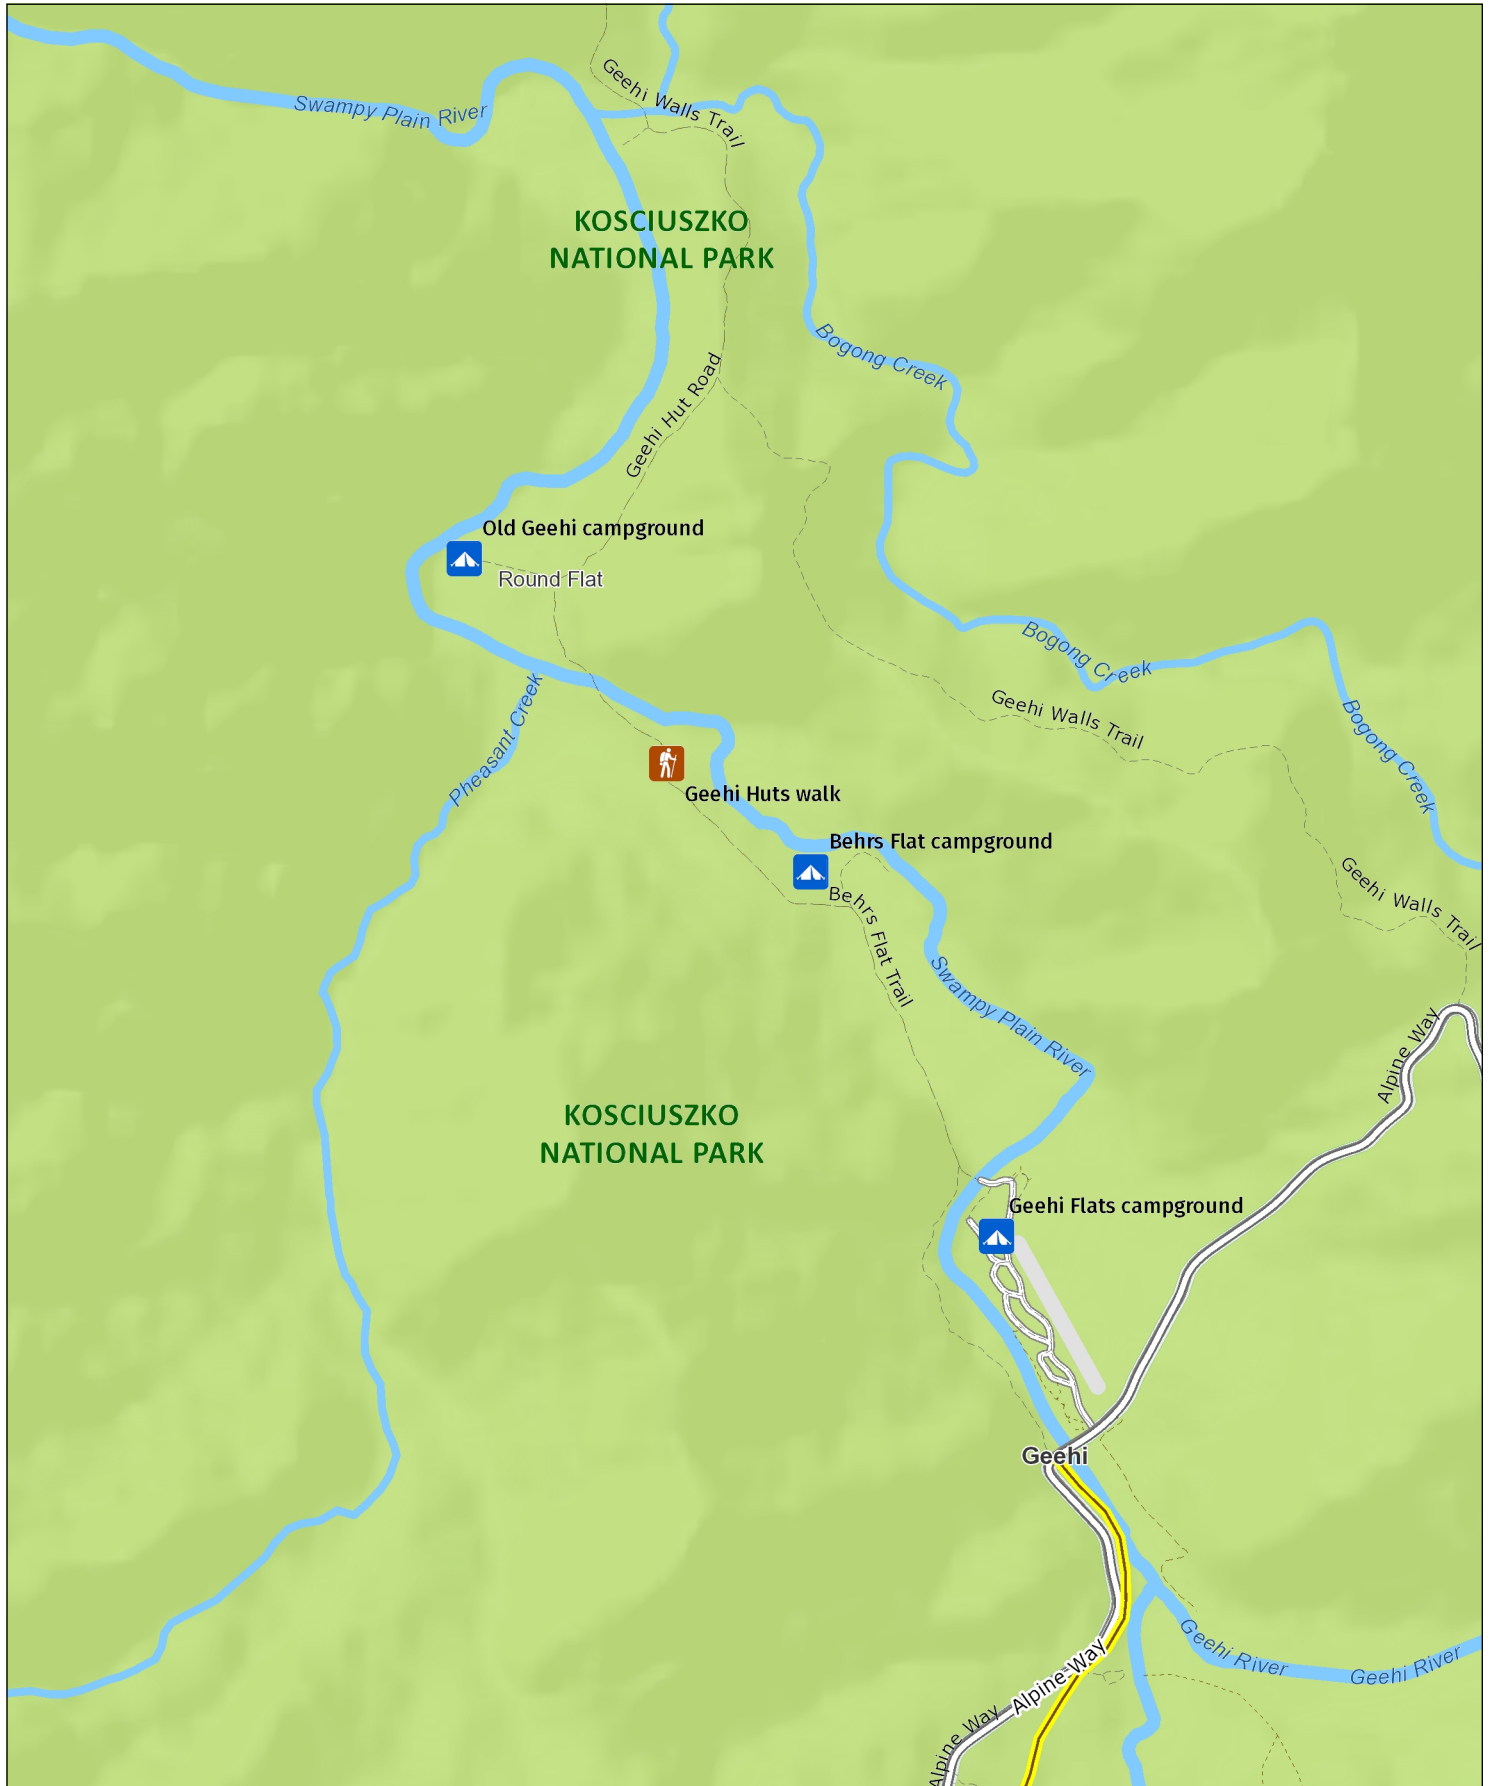 Geehi Walls Trail
Swampy Plain River
KOSCIUSZKO
NATIONAL PARK
Bogong Creek
Geehi Hut Road
Old Geehi campground
Round Flat
Bogong Creek
Pheasant Creek
Geehi Walls Trail
Bogong Creek
Geehi Huts walk
Behrs Flat campground
Geehi Walls Trail
Behrs Flat Trail
Swampy Plain River
Alpine Way
KOSCIUSZKO
NATIONAL PARK
Geehi Flats campground
Geehi
Geehi River
Geehi River
Alpine Way
Alpine Way